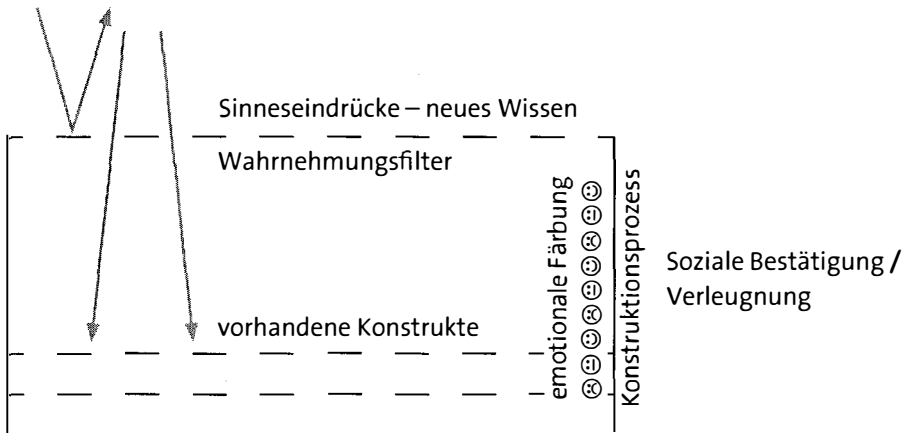 Sinneseindrücke – neues Wissen
Wahrnehmungsfilter
vorhandene Konstrukte
emotionale Färbung
Konstruktionsprozess
Soziale Bestätigung /
Verleugnung